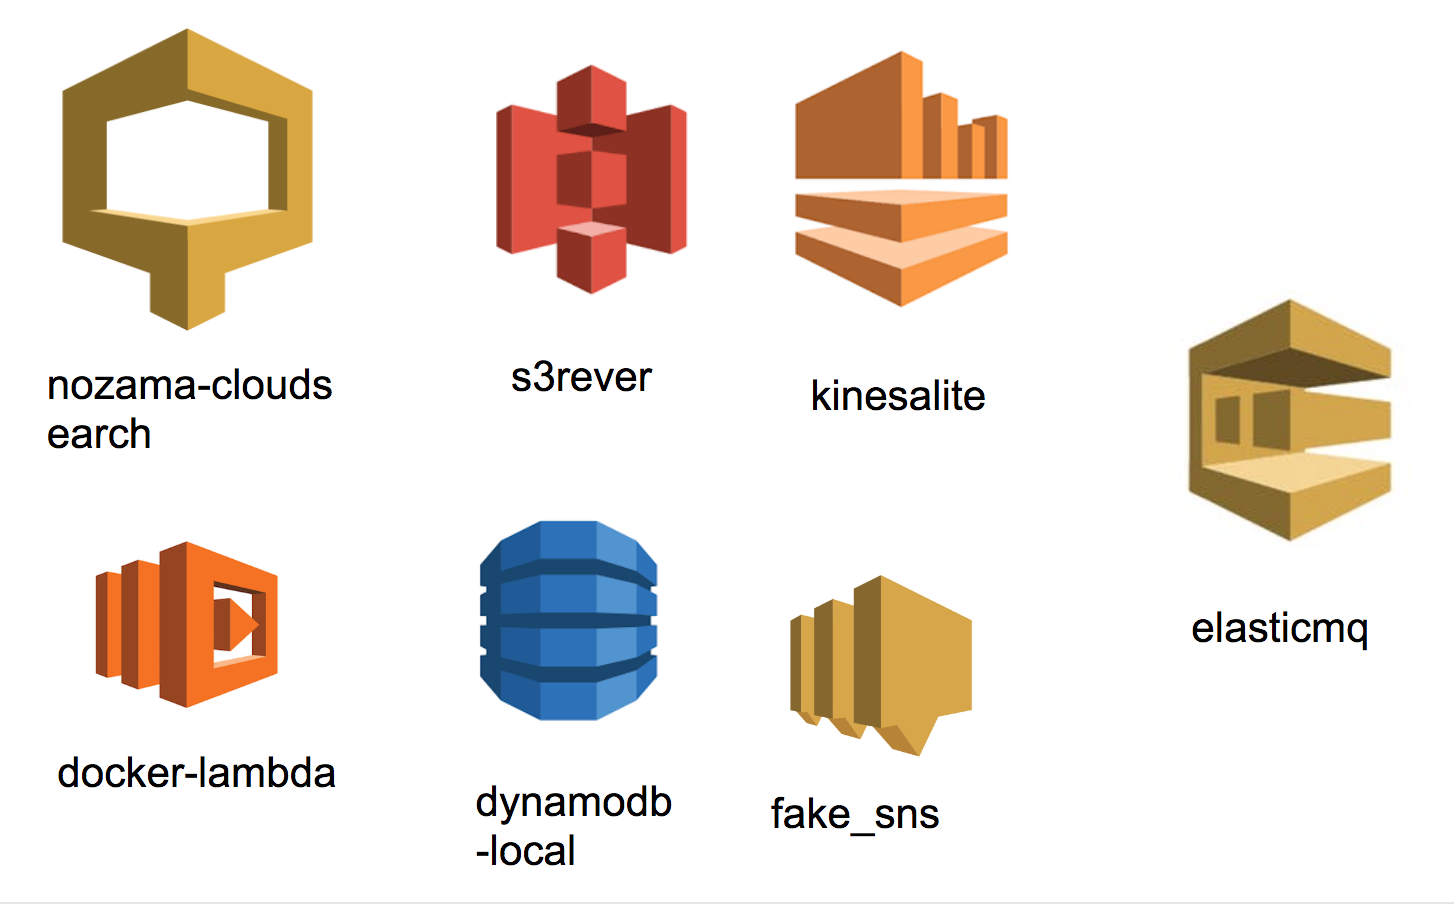 nozama-clouds
earch
s3rever
kinesalite
elasticmq
docker-lambda
dynamodb
-local
fake_sns